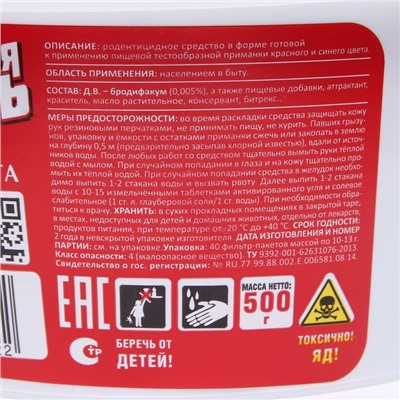 Я
Ь
ТА
ОПИСАНИЕ: родентицидное средство в форме готовой
к применению пищевой тестообразной приманки красного и синего цвета.
ОБЛАСТЬ ПРИМЕНЕНИЯ: населением в быту.
СОСТАВ: Д.В. – бродифакум (0,005%), а также пищевые добавки, аттрактант,
краситель, масло растительное, консервант, битрекс..
МЕРЫ ПРЕДОСТОРОЖНОСТИ: во время раскладки средства защищать кожу
рук резиновыми перчатками, не принимать пищу, не курить. Павших грызу-
нов, упаковку и ёмкости с остатками приманки сжечь или закопать в землю
на глубину 0,5 м (предварительно засыпав хлорной известью), вдали от источ-
ников воды. После любых работ со средством тщательно вымыть руки тёплой
водой с мылом. При случайном попадании в глаза и на кожу тщательно про-
мыть их тёплой водой. При случайном попадании средства в желудок необхо-
димо выпить 1-2 стакана воды и вызвать рвоту. Далее выпить 1-2 стакана
воды с 10-15 измельчёнными таблетками активированного угля и солевое
слабительное (1 ст. л. глауберовой соли/1 ст. воды). При необходимости обра-
титься к врачу. ХРАНИТЬ: в сухих прохладных помещениях в закрытой таре,
в местах, недоступных для детей и домашних животных, отдельно от лекарств,
продуктов питания, при температуре от -20 °С до +40 °С. СРОК ГОДНОСТИ:
2 года в невскрытой упаковке изготовителя. ДАТА ИЗГОТОВЛЕНИЯ И НОМЕР
ПАРТИИ: см. на упаковке. Упаковка: 40 фильтр-пакетов массой по 10-13 г.
Класс опасности: 4 (малоопасное вещество). ТУ 9392-001-62631076-2013.
Свидетельство о гос. регистрации: № RU.77.99.88.002.Е.006581.08.14.
ЕАС
СТР
БЕРЕЧЬ ОТ
ДЕТЕЙ!
МАССА НЕТТО:
500
г
ТОКСИЧНО!
ЯД!
2